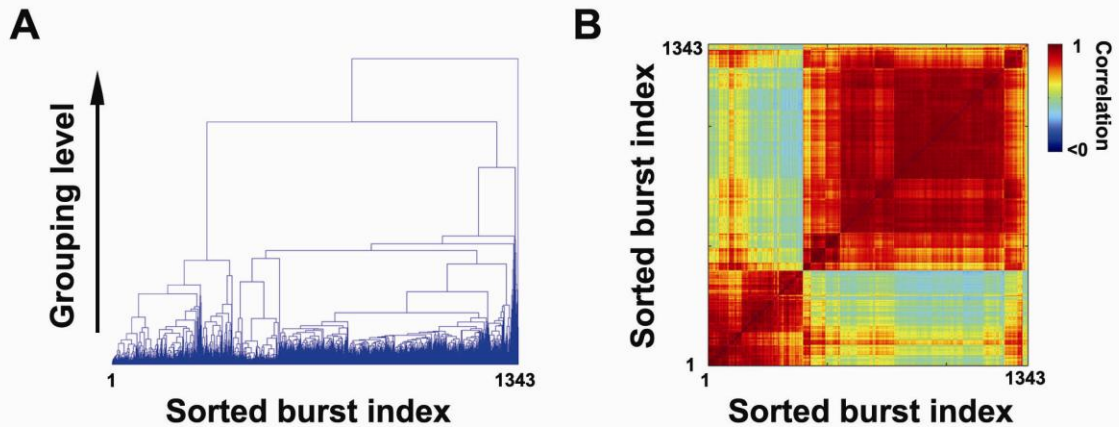 A
Grouping level
1
1343
Sorted burst index
B
1343
Sorted burst index
1
1
1343
Sorted burst index
1
<0
Correlation